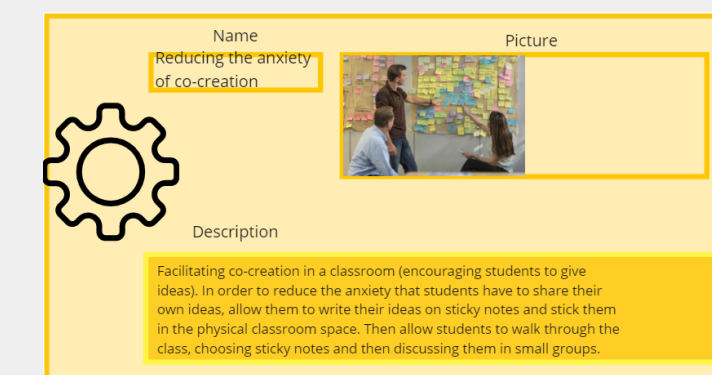 Name
Picture
Reducing the anxiety
of co-creation
Description
Facilitating co-creation in a classroom (encouraging students to give
ideas). In order to reduce the anxiety that students have to share their
own ideas, allow them to write their ideas on sticky notes and stick them
in the physical classroom space. Then allow students to walk through the
class, choosing sticky notes and then discussing them in small groups.